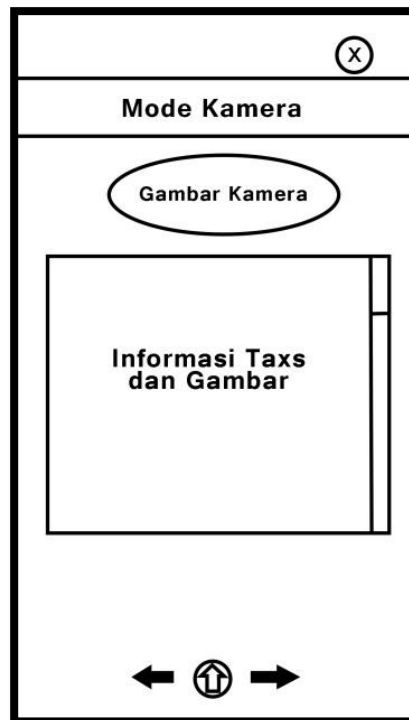 X
Mode Kamera
Gambar Kamera
Informasi Taxs
dan Gambar